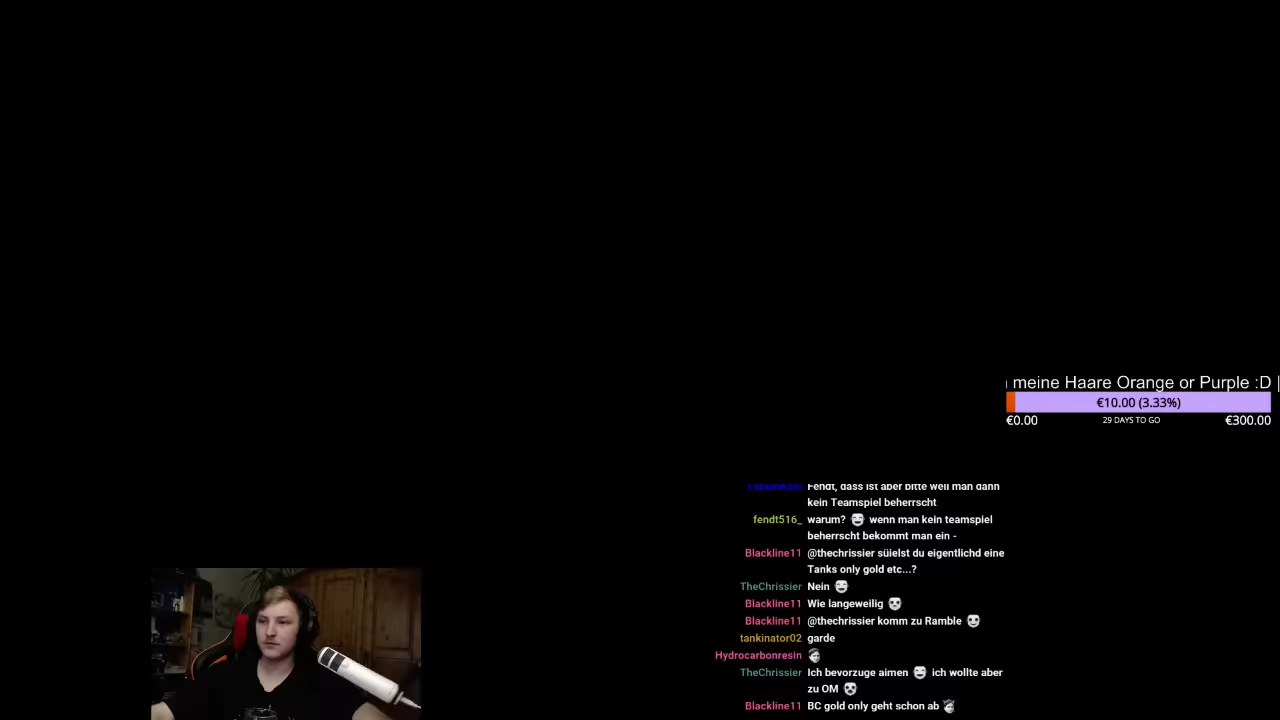 meine Haare Orange or Purple :D |
€10.00 (3.33%)
€0.00 29 DAYS TO GO €300.00
Fendt, dass ist aber bitte weil man dann
kein Teamspiel beherrscht
fendt516_ warum? wenn man kein teamspiel
beherrscht bekommt man ein -
Blackline11 @thechrissier süielst du eigentlichd eine
Tanks only gold etc...?
TheChrissier Nein
Blackline11 Wie langeweilig
Blackline11 @thechrissier komm zu Ramble
tankinator02 garde
Hydrocarbonresin
TheChrissier Ich bevorzuge aimen ich wollte aber
zu OM
Blackline11 BC gold only geht schon ab